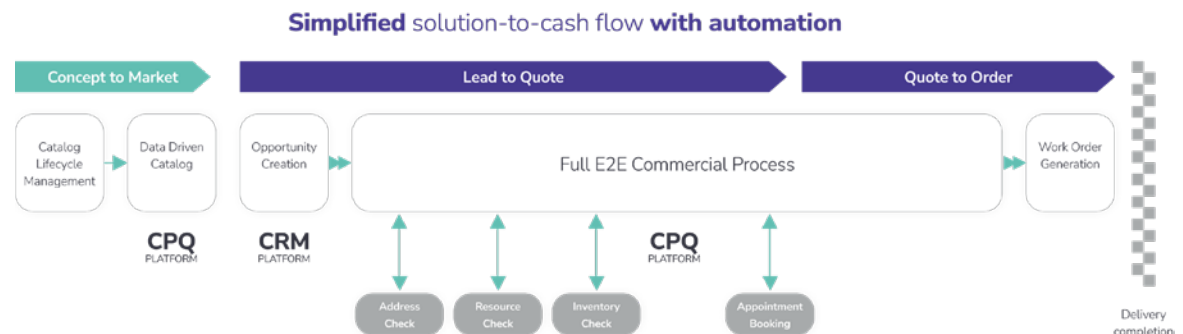 Simplified solution-to-cash flow with automation
Concept to Market
Lead to Quote
Quote to Order
Catalog
Lifecycle
Management
Data Driven
Catalog
Opportunity
Creation
Full E2E Commercial Process
Work Order
Generation
CPQ
PLATFORM
CRM
PLATFORM
CPQ
PLATFORM
Address
Check
Resource
Check
Inventory
Check
Appointment
Booking
Delivery
completion